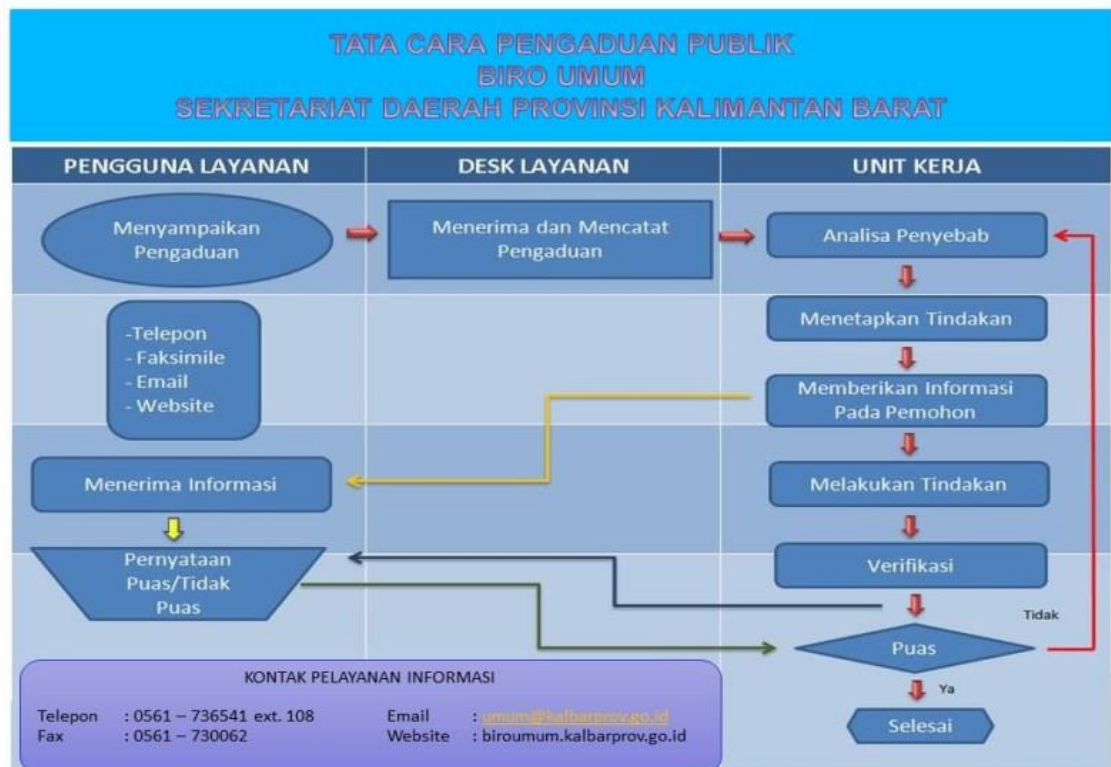 TATA CARA PENGADUAN PUBLIK
BIRO UMUM
SEKRETARIAT DAERAH PROVINSI KALIMANTAN BARAT
PENGGUNA LAYANAN
DESK LAYANAN
UNIT KERJA
Menyampaikan
Pengaduan
Menerima dan Mencatat
Pengaduan
Analisa Penyebab
-Telepon
- Faksimile
- Email
- Website
Menetapkan Tindakan
Memberikan Informasi
Pada Pemohon
Menerima Informasi
Melakukan Tindakan
Pernyataan
Puas/Tidak
Puas
Verifikasi
Tidak
Puas
Ya
Selesai
KONTAK PELAYANAN INFORMASI
Telepon : 0561 – 736541 ext. 108
Fax : 0561 – 730062
Email : umum@kalbarprov.go.id
Website : biroumum.kalbarprov.go.id